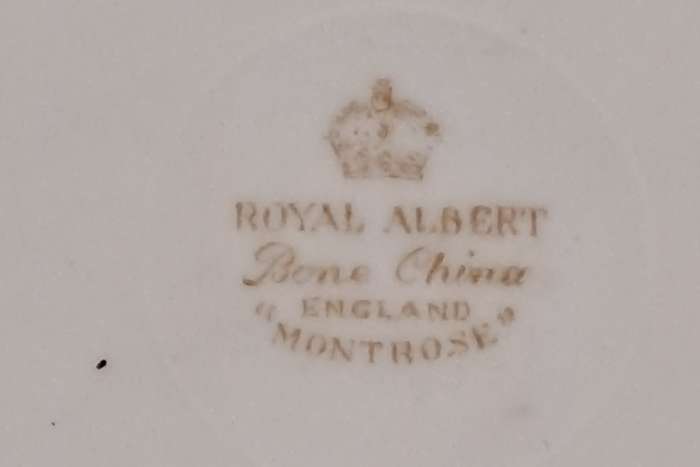 ROYAL ALBERT
Bone China
ENGLAND
"MONTROSE"